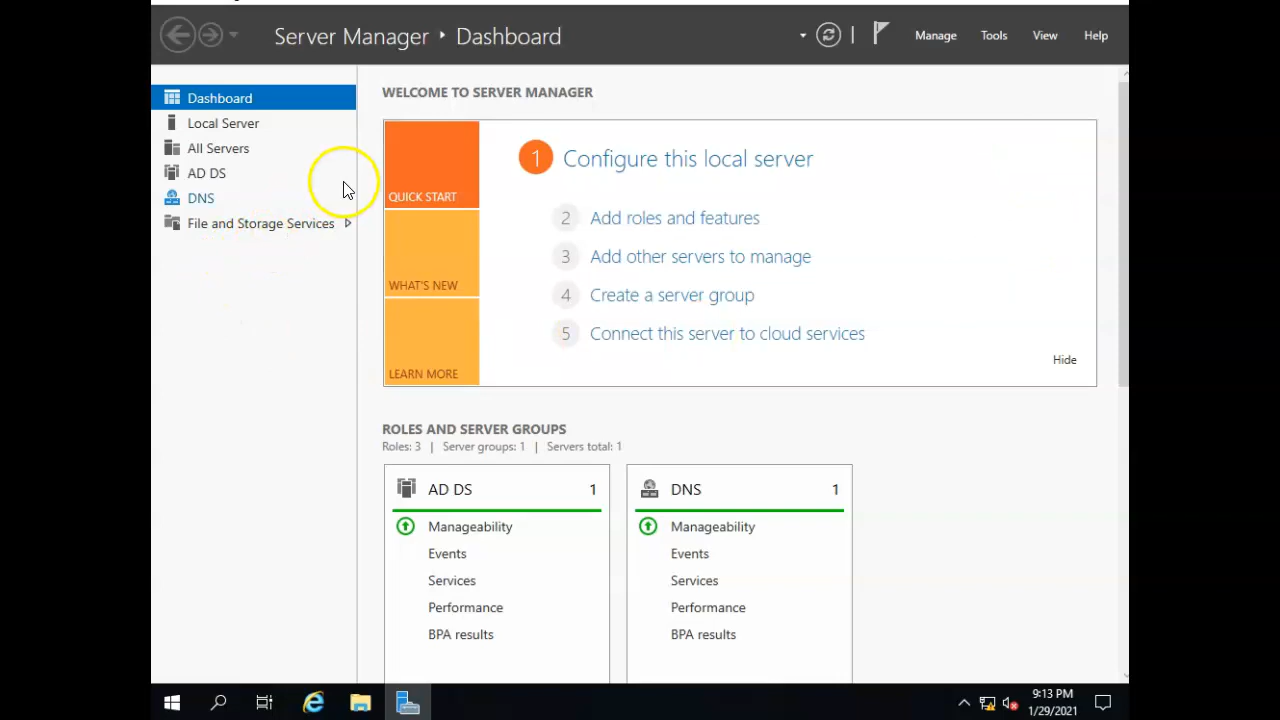 Server Manager ‣ Dashboard
Manage
Tools
View
Help
Dashboard
Local Server
All Servers
AD DS
DNS
File and Storage Services
WELCOME TO SERVER MANAGER
QUICK START
WHAT'S NEW
LEARN MORE
1 Configure this local server
2 Add roles and features
3 Add other servers to manage
4 Create a server group
5 Connect this server to cloud services
Hide
ROLES AND SERVER GROUPS
Roles: 3 | Server groups: 1 | Servers total: 1
AD DS 1
Manageability
Events
Services
Performance
BPA results
DNS 1
Manageability
Events
Services
Performance
BPA results
9:13 PM
1/29/2021